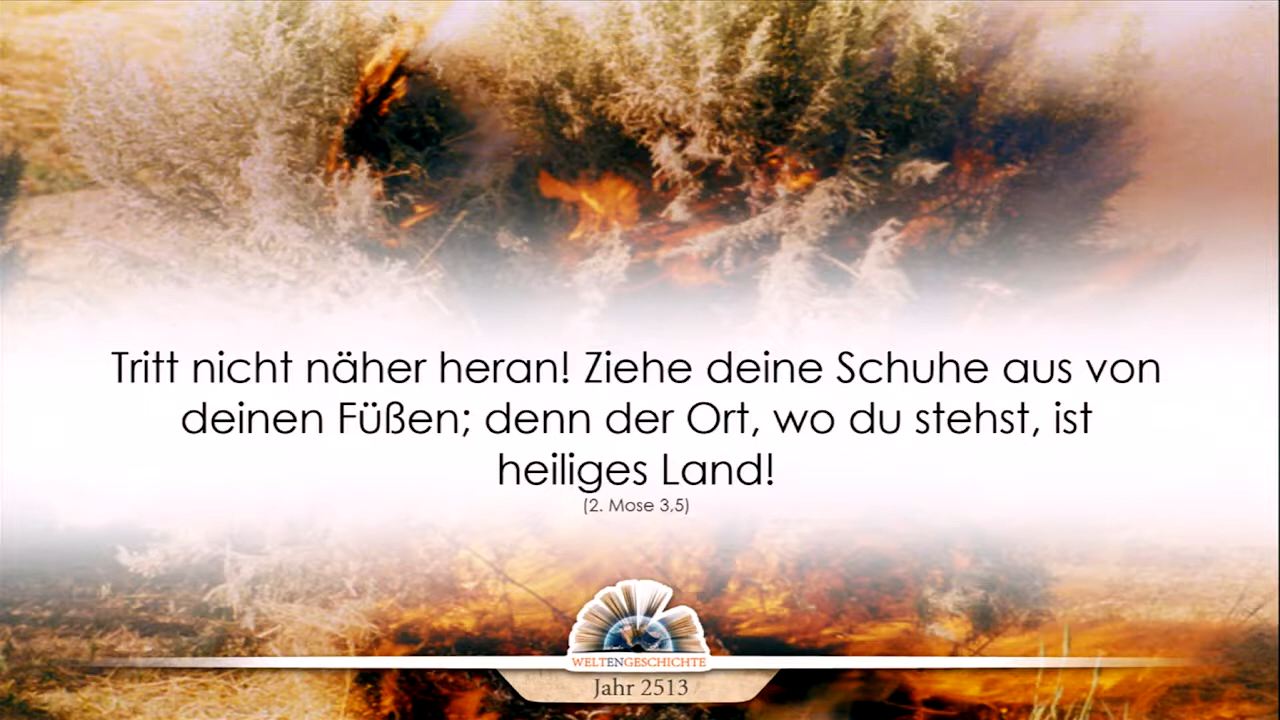 Tritt nicht näher heran! Ziehe deine Schuhe aus von
deinen Füßen; denn der Ort, wo du stehst, ist
heiliges Land!
(2. Mose 3,5)
WELTENGESCHICHTE
Jahr 2513